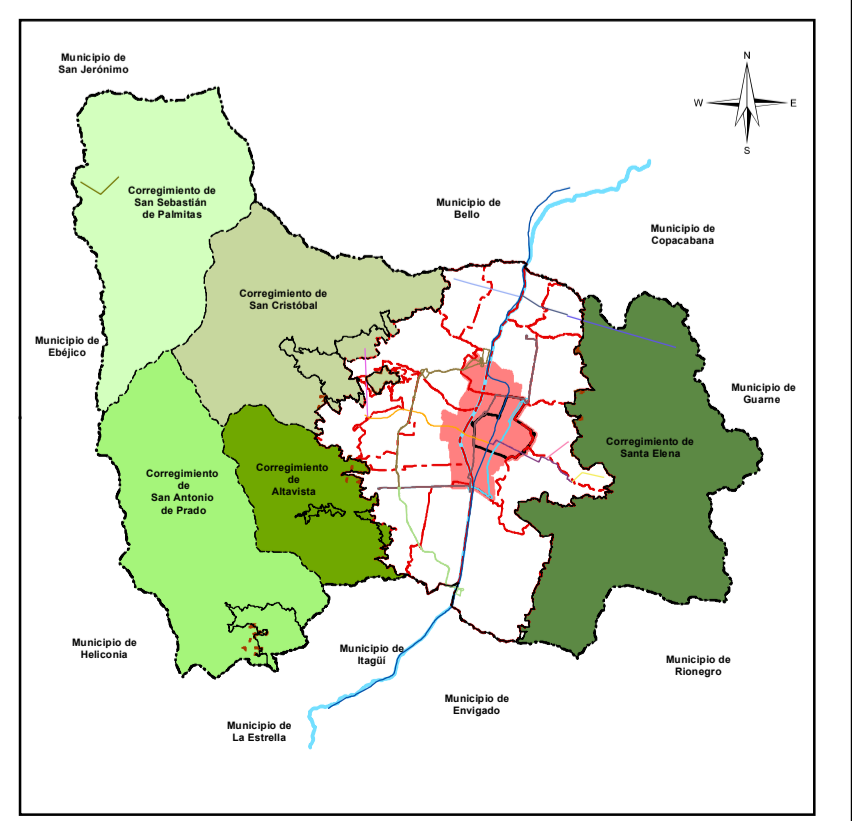 Municipio de
San Jerónimo
N
W
E
S
Corregimiento de
San Sebastián
de Palmitas
Municipio de
Bello
Municipio de
Copacabana
Corregimiento de
San Cristóbal
Municipio de
Ebéjico
Municipio de
Guarne
Corregimiento de
Santa Elena
Corregimiento
de
San Antonio
de Prado
Corregimiento
de
Altavista
Municipio de
Heliconia
Municipio de
Itagüí
Municipio de
Rionegro
Municipio de
Envigado
Municipio de
La Estrella